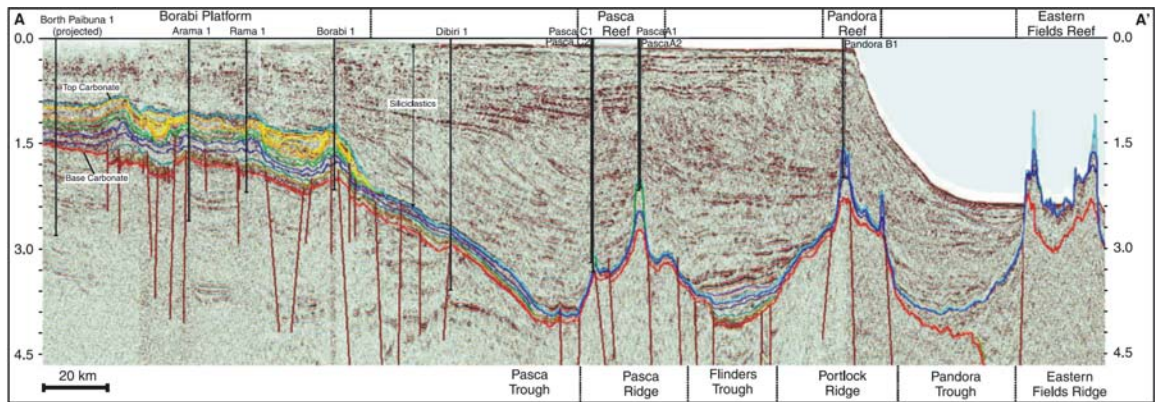 A
Borabi Platform
Pasca
Reef
Pandora
Reef
Eastern
Fields Reef
A'
Borth Paibuna 1
(projected)
Arama 1
Rama 1
Borabi 1
Dibiri 1
Pasca C1
Pasca C2
Pasca A1
Pasca A2
Pandora B1
0.0
1.5
3.0
4.5
0.0
1.5
3.0
4.5
Top Carbonate
Siliciclastics
Base Carbonate
20 km
Pasca
Trough
Pasca
Ridge
Flinders
Trough
Portlock
Ridge
Pandora
Trough
Eastern
Fields Ridge